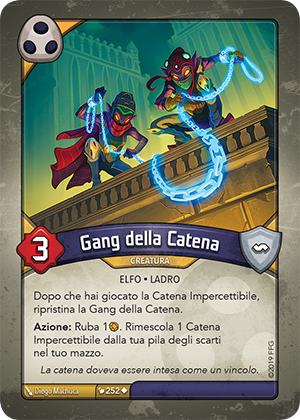 3
Gang della Catena
CREATURA
ELFO • LADRO
Dopo che hai giocato la Catena Impercettibile,
ripristina la Gang della Catena.
Azione: Ruba 1. Rimescola 1 Catena
Impercettibile dalla tua pila degli scarti
nel tuo mazzo.
La catena doveva essere intesa come un vincolo.
©2019 FFG
Diego Machuca
252